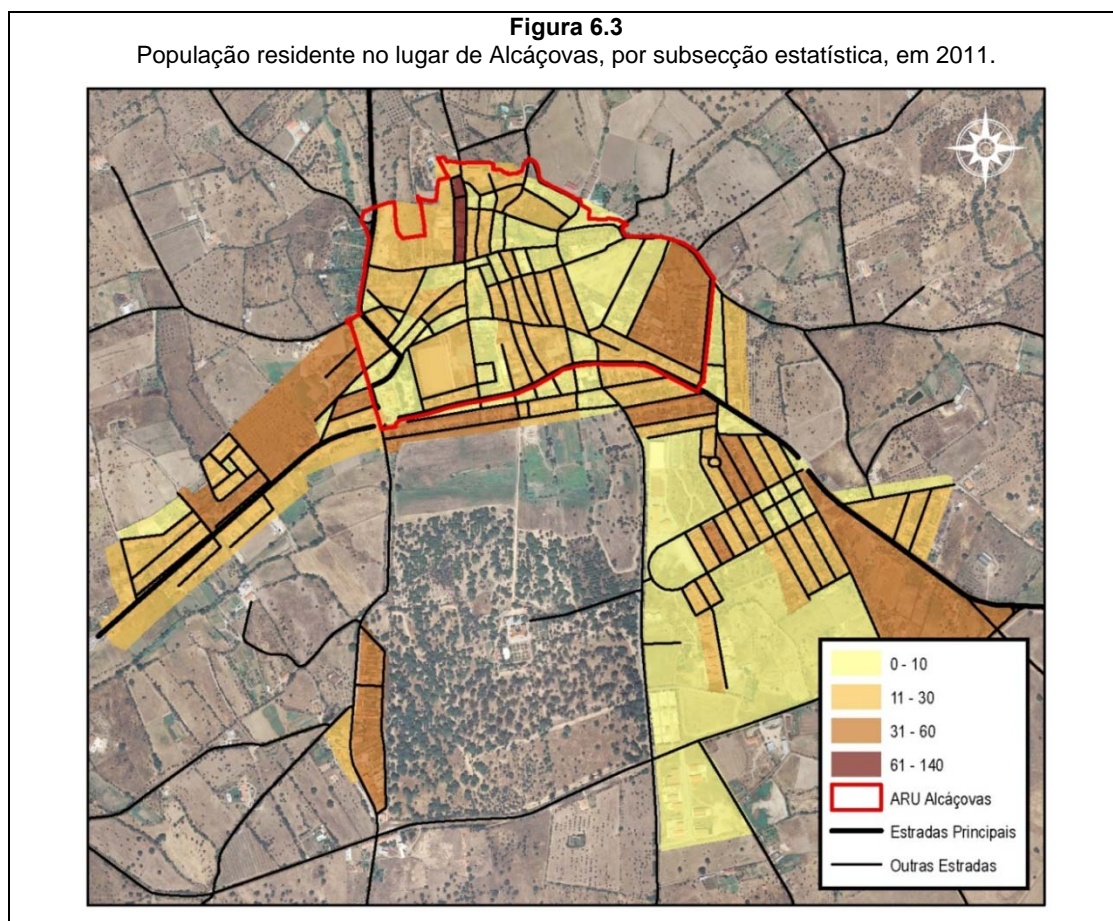 Figura 6.3
População residente no lugar de Alcáçovas, por subsecção estatística, em 2011.
0 - 10
11 - 30
31 - 60
61 - 140
ARU Alcáçovas
Estradas Principais
Outras Estradas